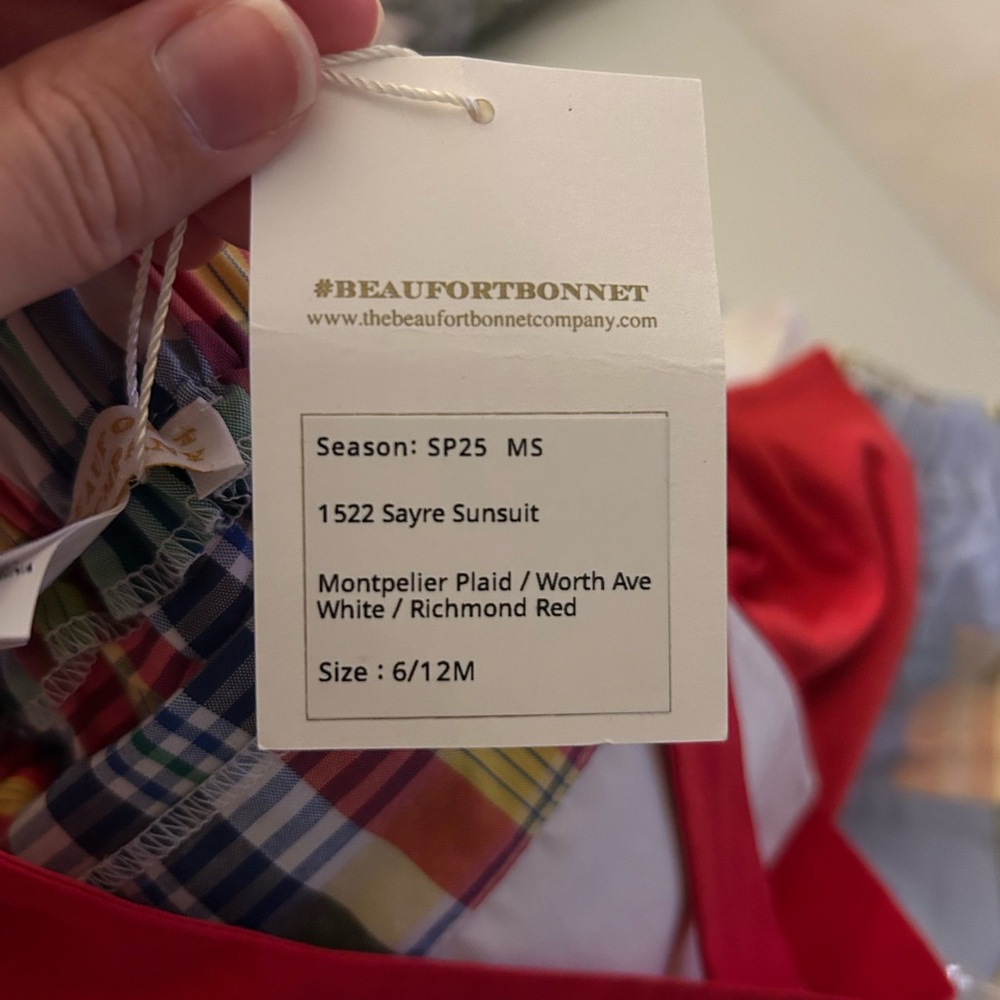 #BEAUFORTBONNET
www.thebeaufortbonnetcompany.com
Season: SP25 MS
1522 Sayre Sunsuit
Montpelier Plaid / Worth Ave
White / Richmond Red
Size : 6/12M